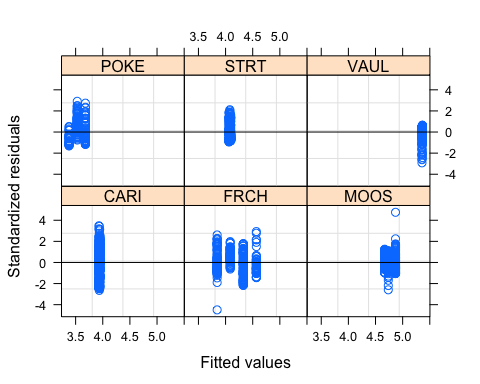 3.5 4.0 4.5 5.0
POKE STRT VAUL
4
2
0
-2
-4
CARI FRCH MOOS
4
2
0
-2
-4
3.5 4.0 4.5 5.0 3.5 4.0 4.5 5.0
Standardized residuals
Fitted values